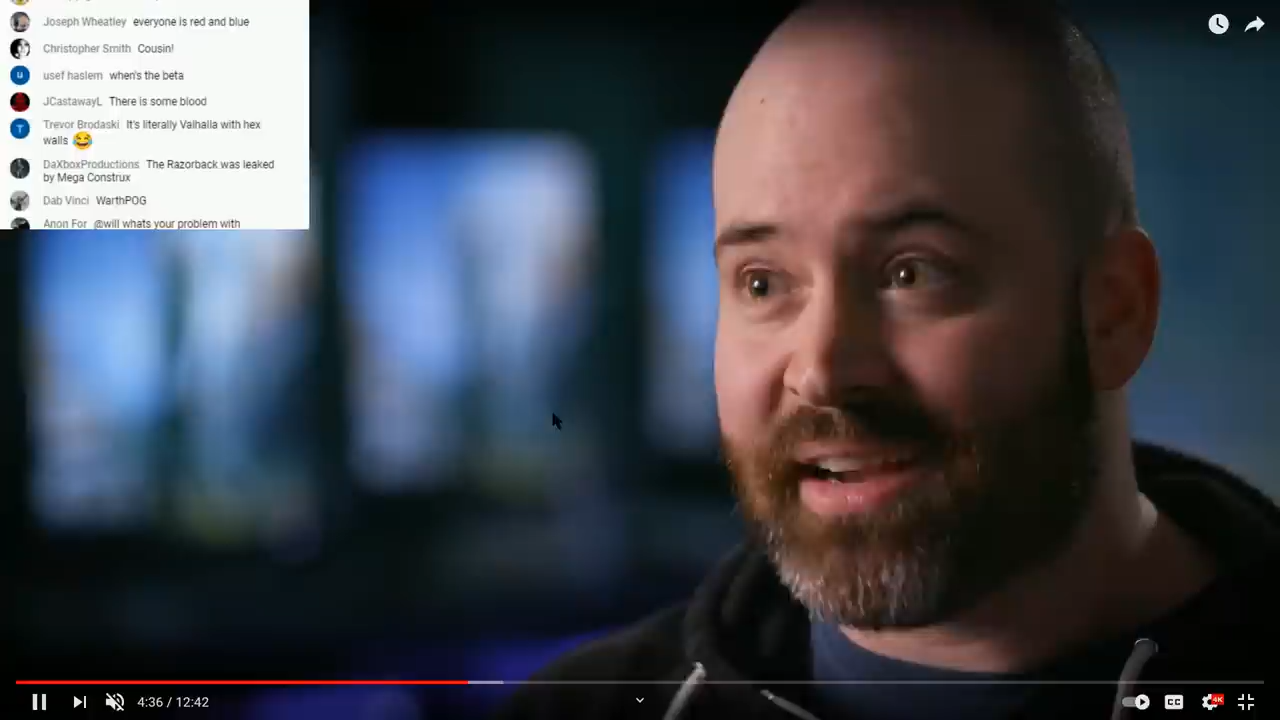 Joseph Wheatley everyone is red and blue
Christopher Smith Cousin!
u usef haslem when's the beta
JCastawayL There is some blood
T Trevor Brodaski It's literally Valhalla with hex
walls 😂
DaXboxProductions The Razorback was leaked
by Mega Construx
Dab Vinci WarthPOG
Anon For @will whats your problem with
4:36 / 12:42
CC
4K